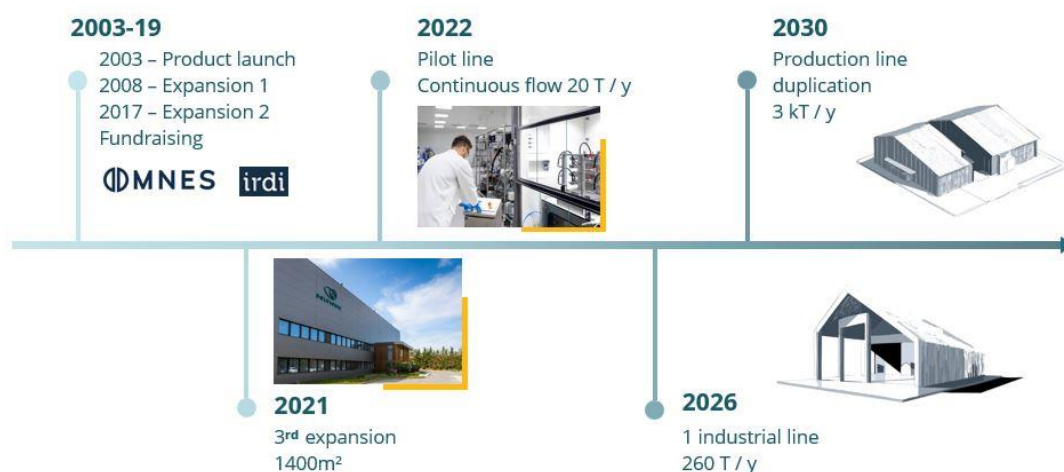 2003-19
2003 – Product launch
2008 – Expansion 1
2017 – Expansion 2
Fundraising
OMNES irdi
2022
Pilot line
Continuous flow 20 T / y
2030
Production line
duplication
3 kT / y
2021
3rd expansion
1400m²
2026
1 industrial line
260 T / y